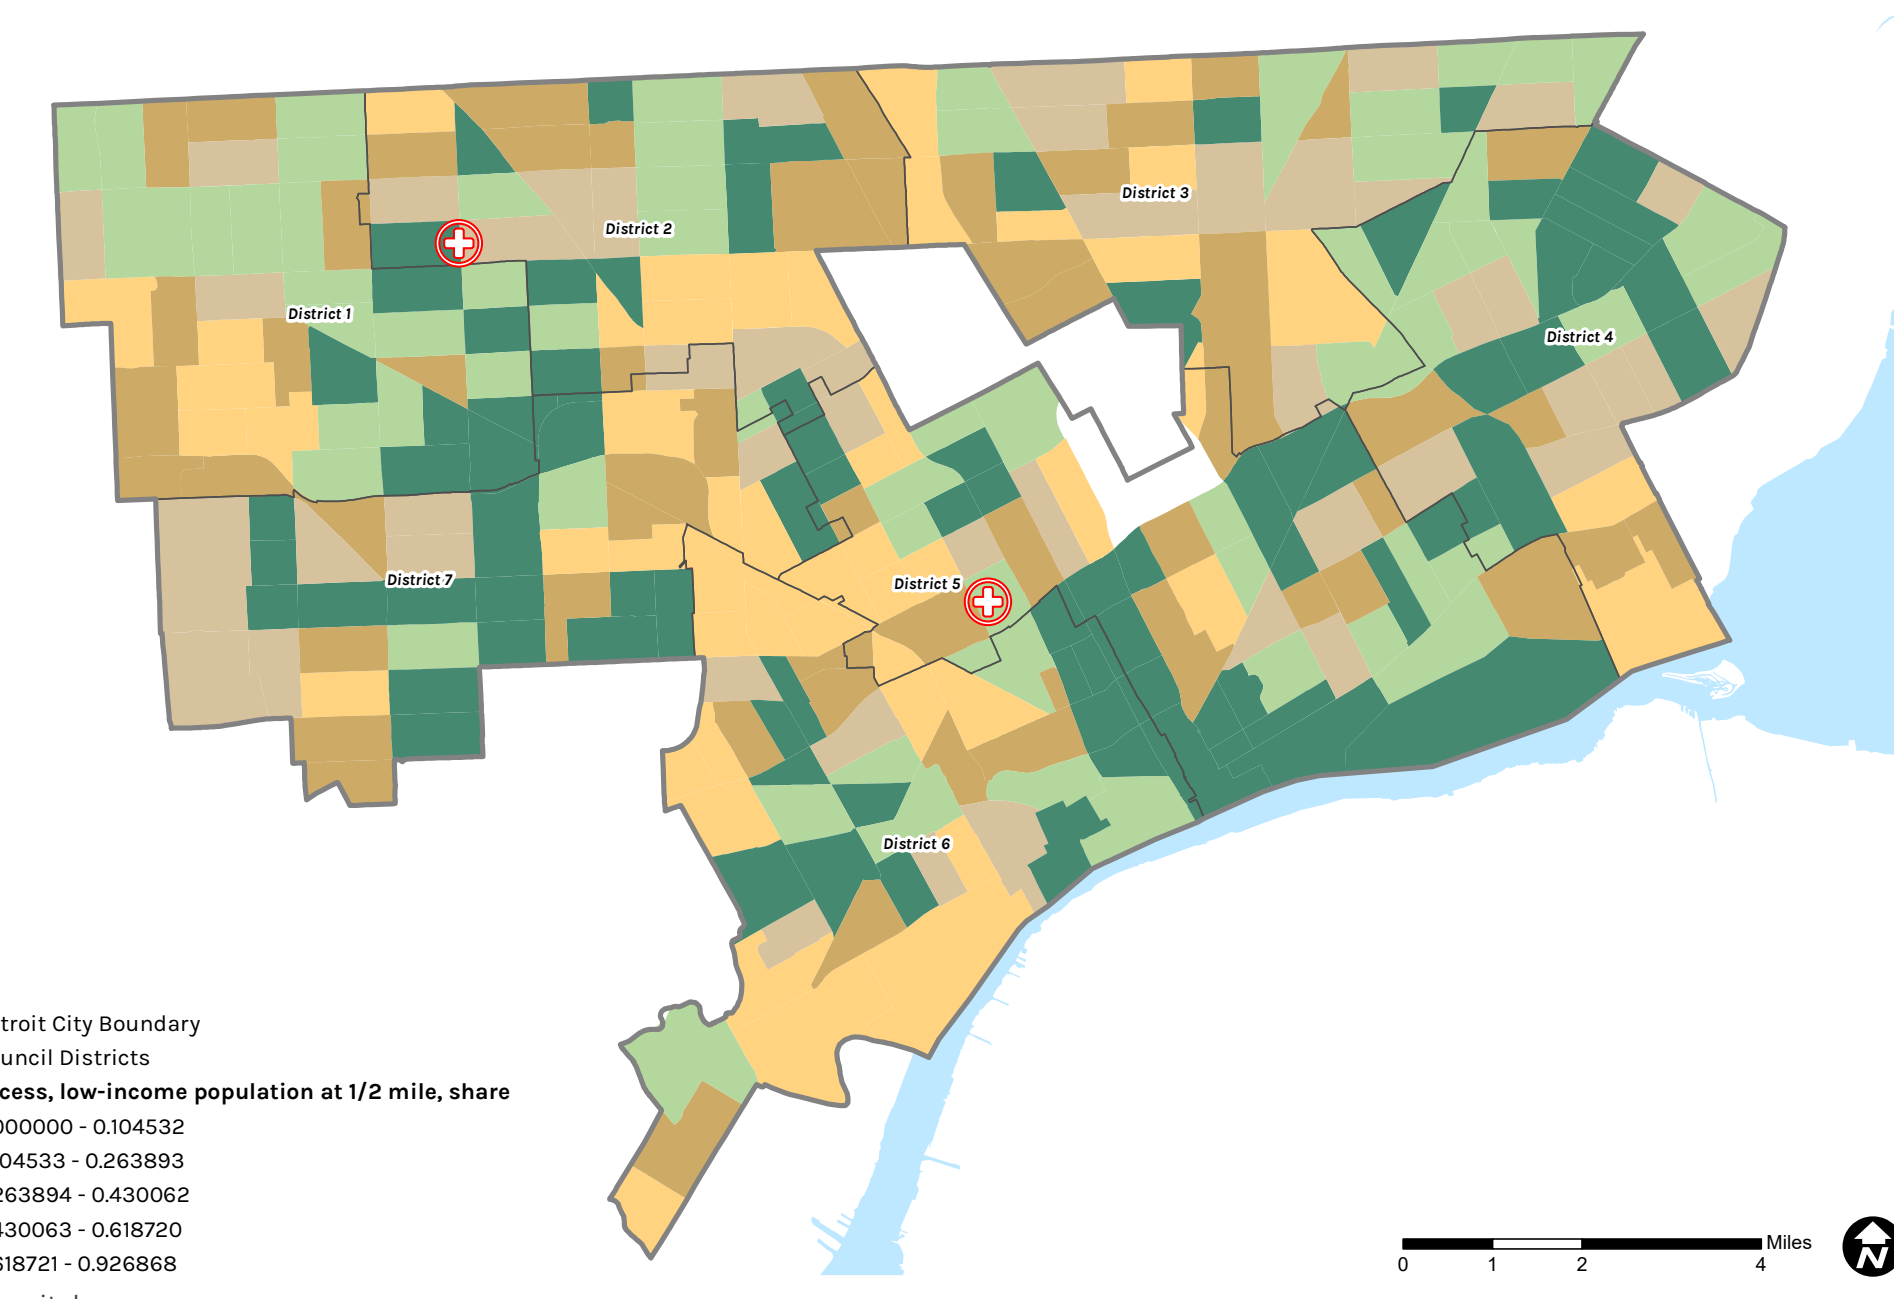 District 3
District 2
District 1
District 4
District 7
District 5
District 6
troit City Boundary
uncil Districts
cess, low-income population at 1/2 mile, share
000000 - 0.104532
04533 - 0.263893
263894 - 0.430062
430063 - 0.618720
618721 - 0.926868
Miles
0 1 2 4
N